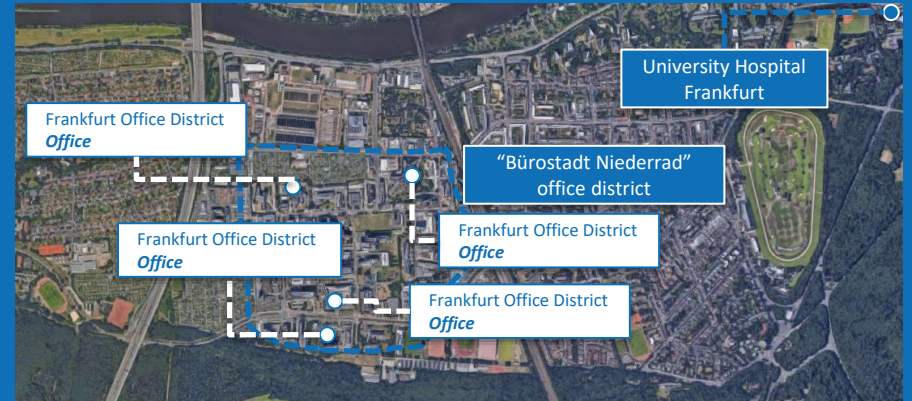 University Hospital
Frankfurt
Frankfurt Office District
Office
“Bürostadt Niederrad”
office district
Frankfurt Office District
Office
Frankfurt Office District
Office
Frankfurt Office District
Office